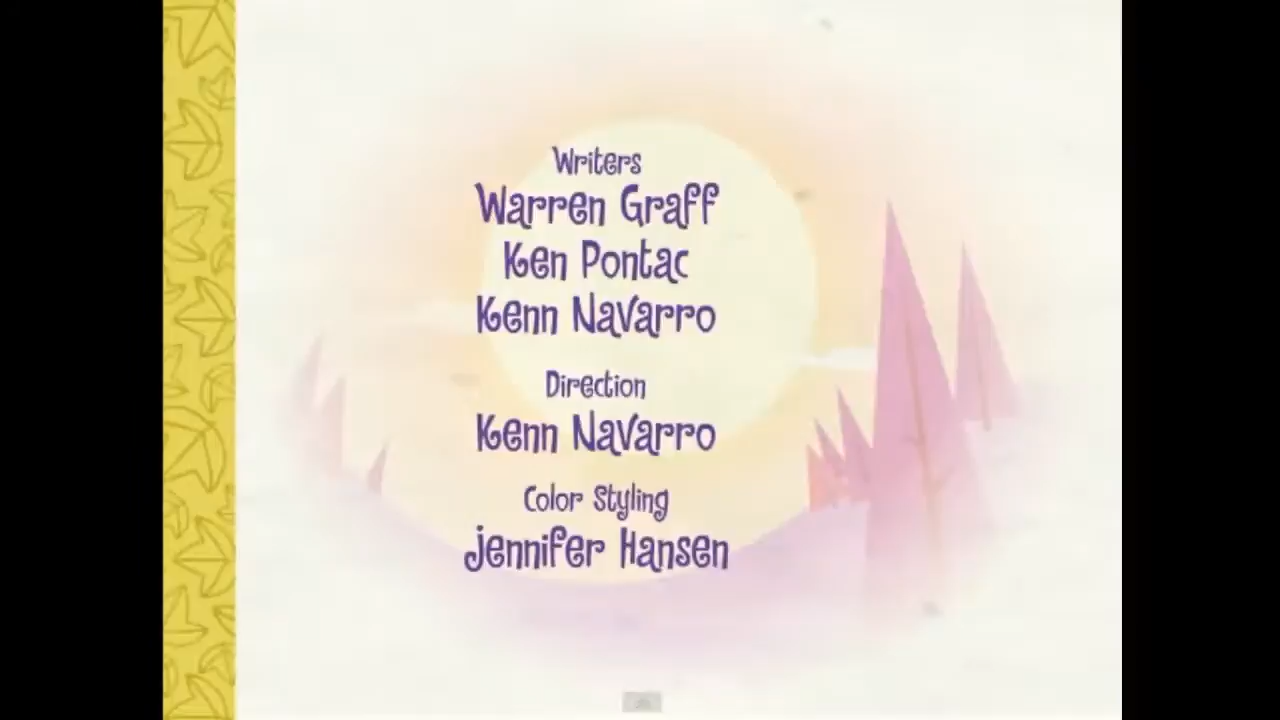 Writers
Warren Graff
Ken Pontac
Kenn Navarro
Direction
Kenn Navarro
Color Styling
Jennifer Hansen